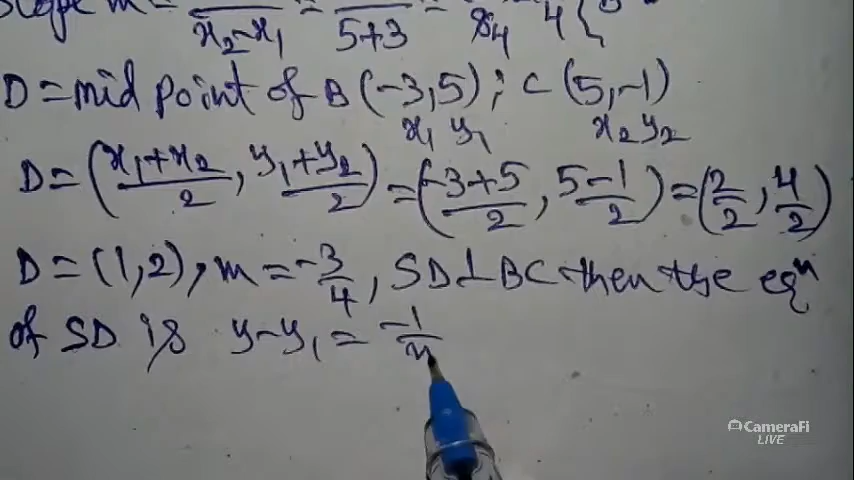 slope m = ─── = ─── = ─
x₂-x₁ 5+3 84 4
D = mid point of B (-3,5) ; C (5,-1)
x₁ y₁ x₂ y₂
D = (x₁+x₂/2, y₁+y₂/2) = (-3+5/2, 5-1/2) = (2/2, 4/2)
D = (1,2), m = -3/4, SD⊥BC then the eqⁿ
of SD is y-y₁ = -1/m
CameraFi
LIVE